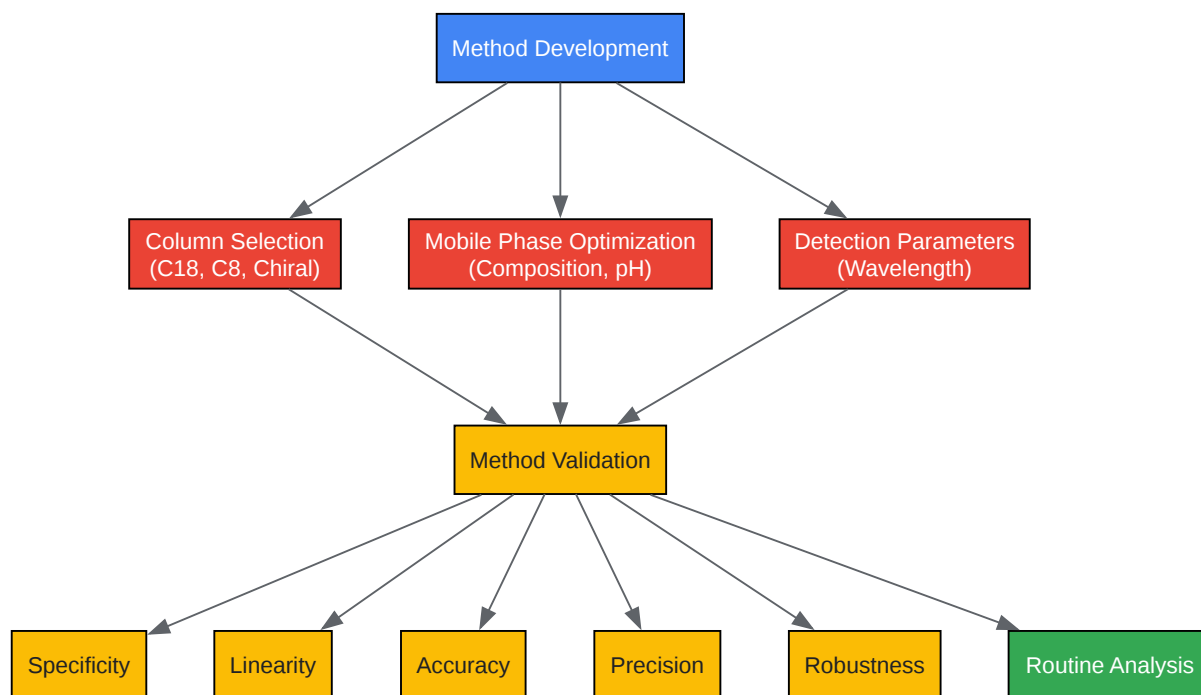 Method Development
Column Selection
(C18, C8, Chiral)
Mobile Phase Optimization
(Composition, pH)
Detection Parameters
(Wavelength)
Method Validation
Specificity
Linearity
Accuracy
Precision
Robustness
Routine Analysis